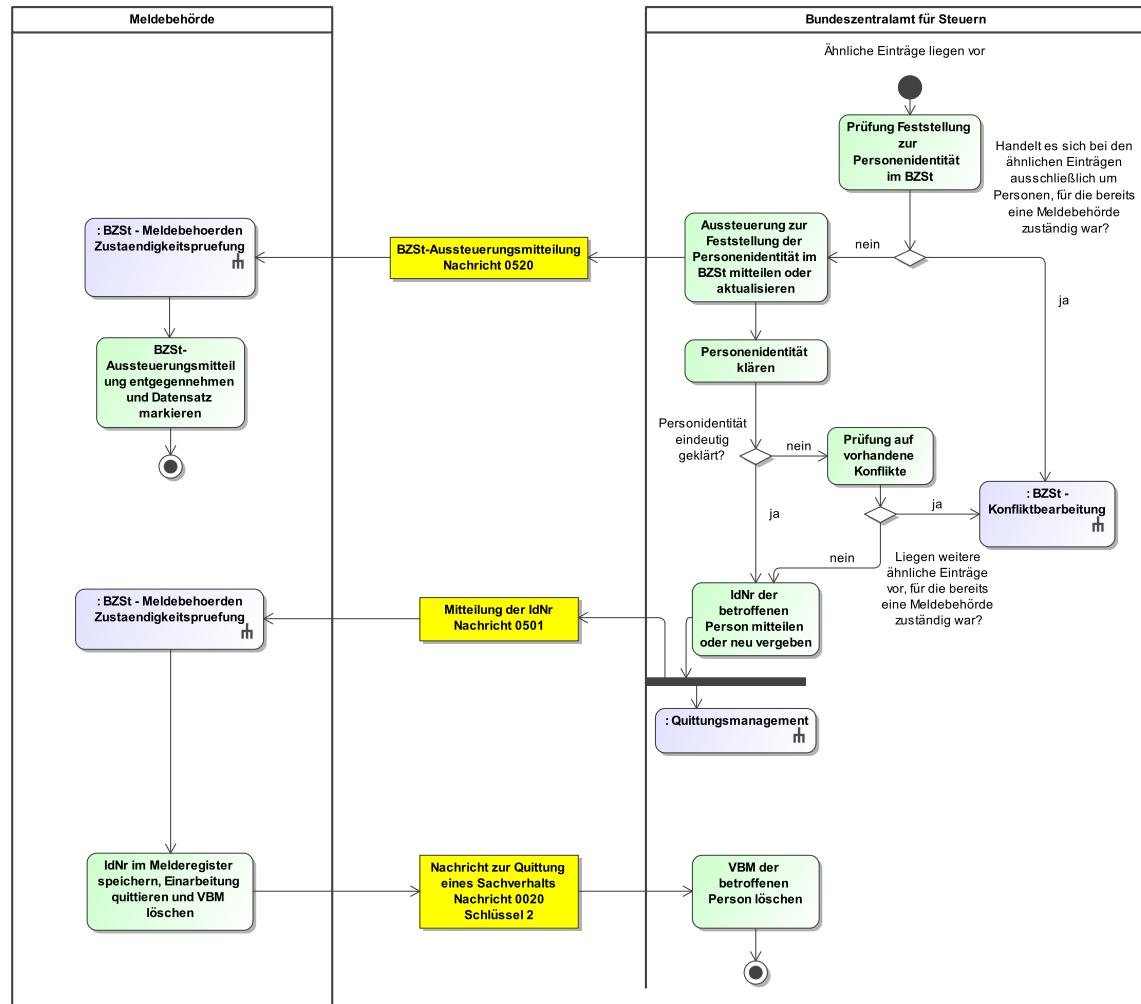 Meldebehörde
Bundeszentralamt für Steuern
Ähnliche Einträge liegen vor
Prüfung Feststellung
zur
Personenidentität
im BZSt
Handelt es sich bei den
ähnlichen Einträgen
ausschließlich um
Personen, für die bereits
eine Meldebehörde
zuständig war?
: BZSt - Meldebehoerden
Zustaendigkeitspruefung
BZSt-Aussteuerungsmitteilung
Nachricht 0520
Aussteuerung zur
Feststellung der
Personenidentität im
BZSt mitteilen oder
aktualisieren
nein
ja
BZSt-
Aussteuerungsmitteil
ung entgegennehmen
und Datensatz
markieren
Personenidentität
klären
Personidentität
eindeutig
geklärt?
nein
Prüfung auf
vorhandene
Konflikte
: BZSt -
Konfliktbearbeitung
ja
ja
nein
Liegen weitere
ähnliche Einträge
vor, für die bereits
eine Meldebehörde
zuständig war?
: BZSt - Meldebehoerden
Zustaendigkeitspruefung
Mitteilung der IdNr
Nachricht 0501
IdNr der
betroffenen
Person mitteilen
oder neu vergeben
: Quittungsmanagement
IdNr im Melderegister
speichern, Einarbeitung
quittieren und VBM
löschen
Nachricht zur Quittung
eines Sachverhalts
Nachricht 0020
Schlüssel 2
VBM der
betroffenen
Person löschen